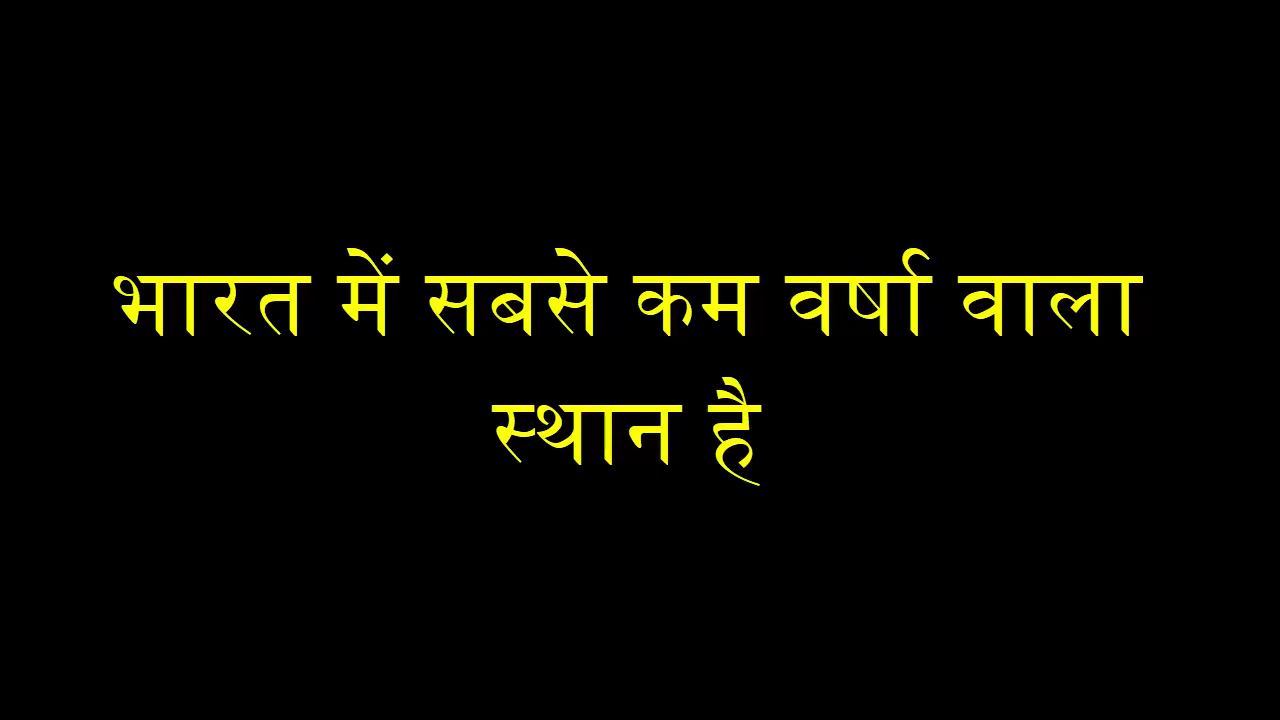 भारत में सबसे कम वर्षा वाला
स्थान है